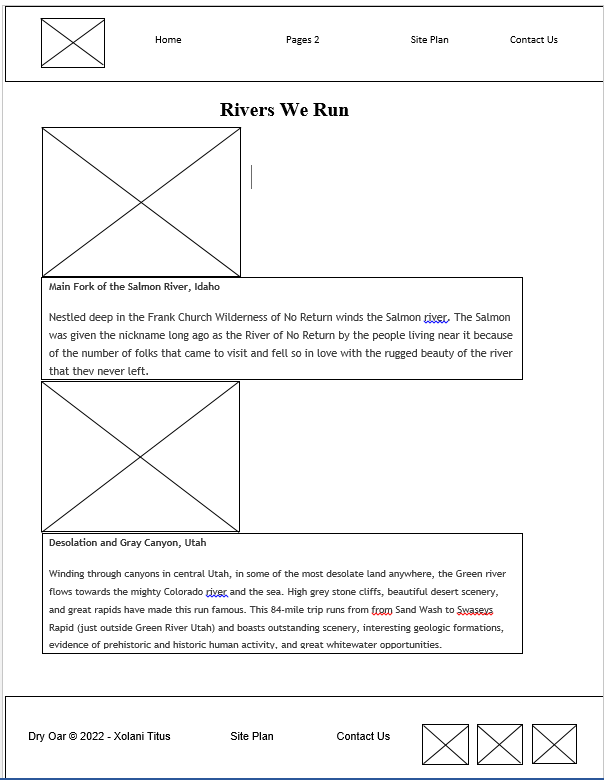 Home Pages 2 Site Plan Contact Us
Rivers We Run
Main Fork of the Salmon River, Idaho
Nestled deep in the Frank Church Wilderness of No Return winds the Salmon river. The Salmon
was given the nickname long ago as the River of No Return by the people living near it because
of the number of folks that came to visit and fell so in love with the rugged beauty of the river
that they never left.
Desolation and Gray Canyon, Utah
Winding through canyons in central Utah, in some of the most desolate land anywhere, the Green river
flows towards the mighty Colorado river and the sea. High grey stone cliffs, beautiful desert scenery,
and great rapids have made this run famous. This 84-mile trip runs from from Sand Wash to Swaseys
Rapid (just outside Green River Utah) and boasts outstanding scenery, interesting geologic formations,
evidence of prehistoric and historic human activity, and great whitewater opportunities.
Dry Oar © 2022 - Xolani Titus Site Plan Contact Us